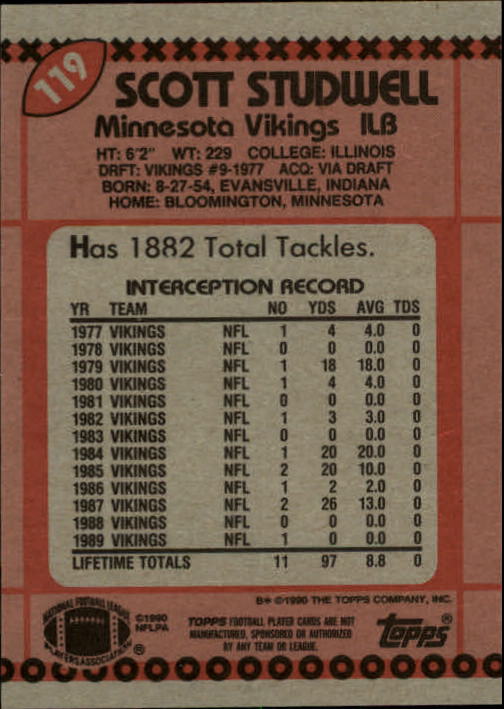 119
SCOTT STUDWELL
Minnesota Vikings ILB
HT: 6'2" WT: 229 COLLEGE: ILLINOIS
DRFT: VIKINGS #9-1977 ACQ: VIA DRAFT
BORN: 8-27-54, EVANSVILLE, INDIANA
HOME: BLOOMINGTON, MINNESOTA
Has 1882 Total Tackles.
INTERCEPTION RECORD
YR TEAM NO YDS AVG TDS
1977 VIKINGS NFL 1 4 4.0 0
1978 VIKINGS NFL 0 0 0.0 0
1979 VIKINGS NFL 1 18 18.0 0
1980 VIKINGS NFL 1 4 4.0 0
1981 VIKINGS NFL 0 0 0.0 0
1982 VIKINGS NFL 1 3 3.0 0
1983 VIKINGS NFL 0 0 0.0 0
1984 VIKINGS NFL 1 20 20.0 0
1985 VIKINGS NFL 2 20 10.0 0
1986 VIKINGS NFL 1 2 2.0 0
1987 VIKINGS NFL 2 26 13.0 0
1988 VIKINGS NFL 0 0 0.0 0
1989 VIKINGS NFL 1 0 0.0 0
LIFETIME TOTALS 11 97 8.8 0
B* ©1990 THE TOPPS COMPANY, INC.
NATIONAL FOOTBALL LEAGUE
PLAYERS ASSOCIATION
®
©1990
NFLPA
TOPPS FOOTBALL PLAYER CARDS ARE NOT
MANUFACTURED, SPONSORED OR AUTHORIZED
BY ANY TEAM OR LEAGUE.
topps®